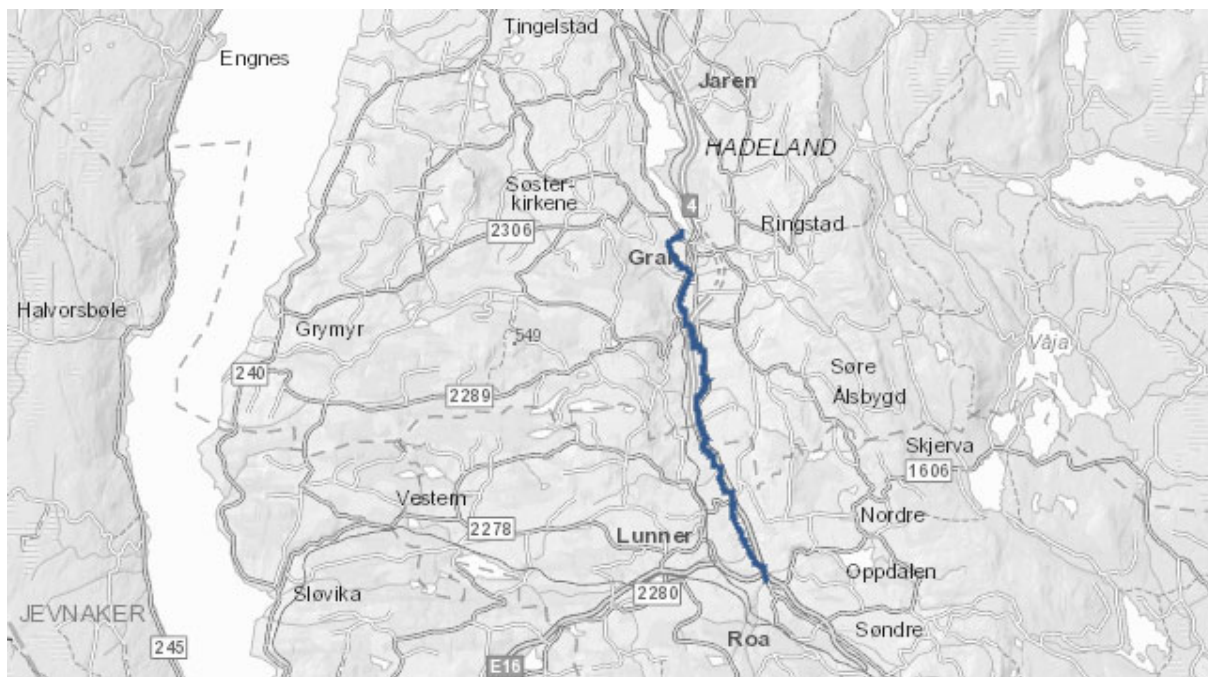 Tingelstad
Engnes
Jaren
HADELAND
Søster-
kirkene
4
Ringstad
2306
Gran
Halvorsbøle
Grymyr
549
Våja
240
Søre
Ålsbygd
2289
Skjerva
1606
Vestern
Nordre
2278
Lunner
Oppdalen
Sløvika
2280
JEVNAKER
Roa
Søndre
245
E16